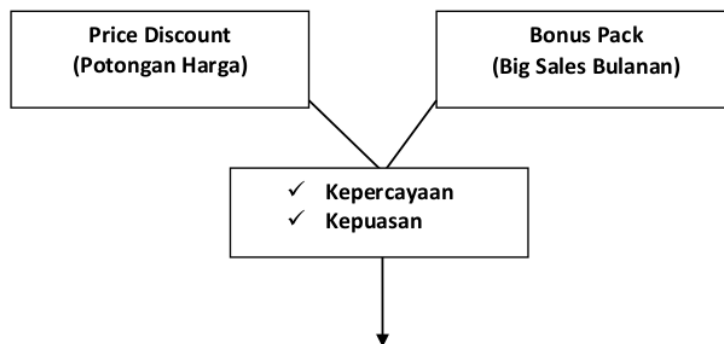 Price Discount
(Potongan Harga)
Bonus Pack
(Big Sales Bulanan)
✓ Kepercayaan
✓ Kepuasan